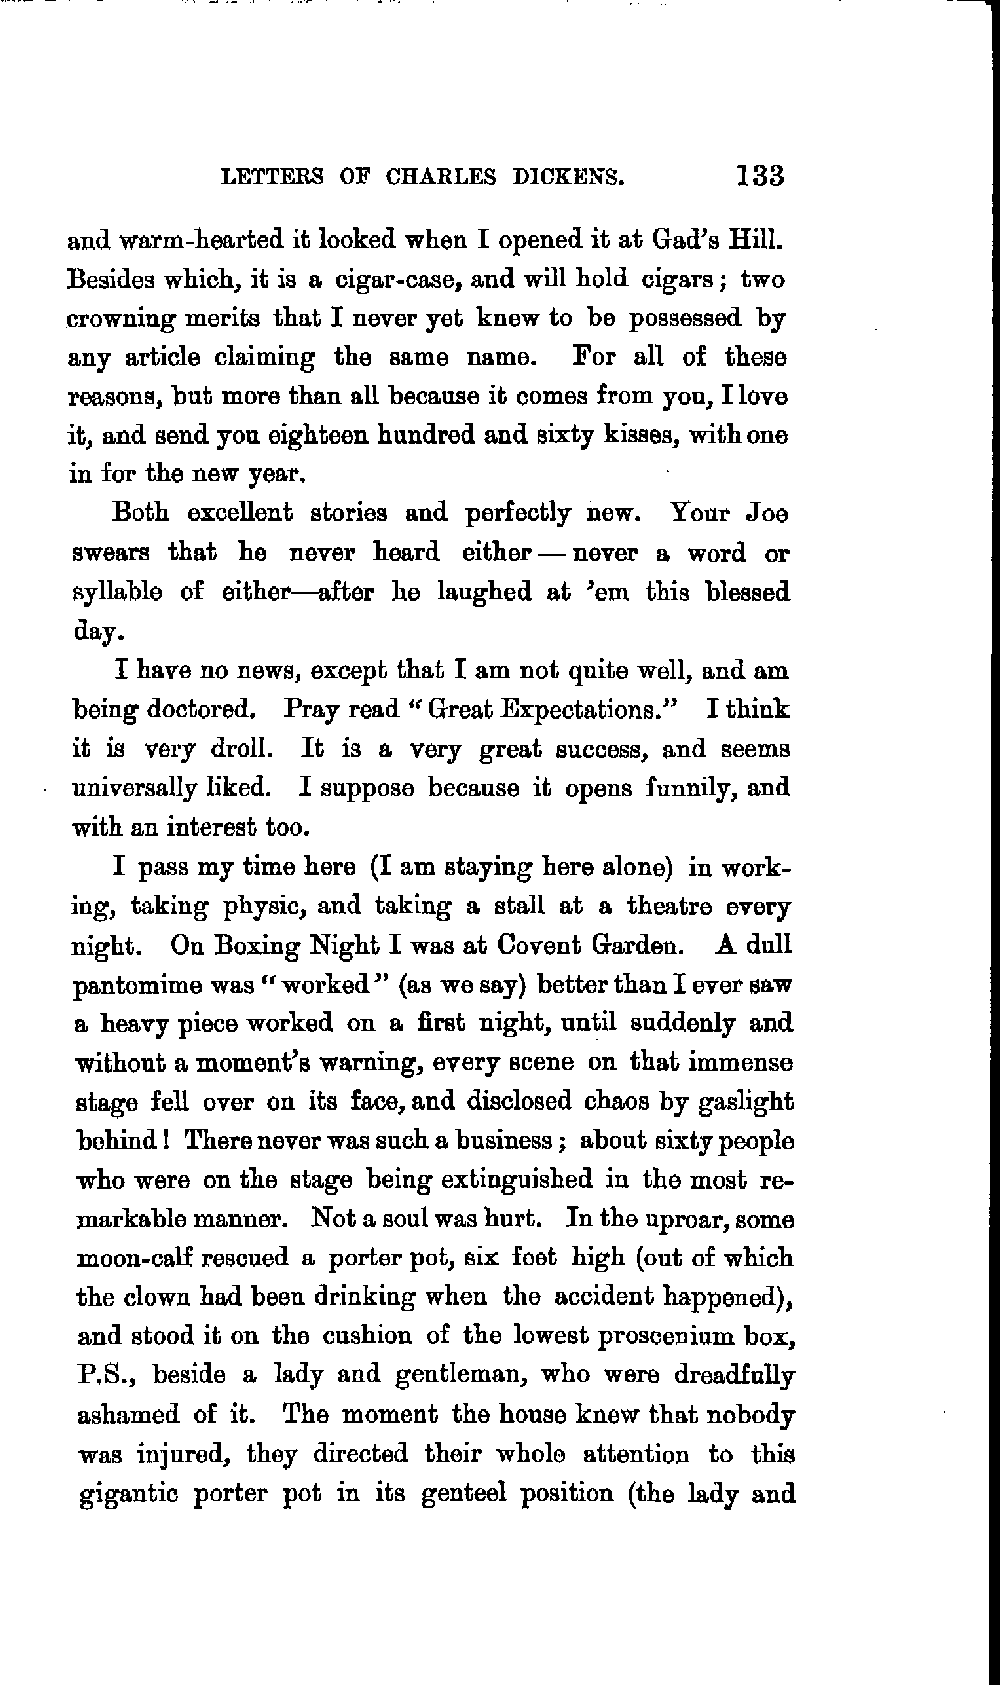 LETTERS OF CHARLES DICKENS. 133
and warm-hearted it looked when I opened it at Gad's Hill.
Besides which, it is a cigar-case, and will hold cigars; two
crowning merits that I never yet knew to be possessed by
any article claiming the same name. For all of these
reasons, but more than all because it comes from you, I love
it, and send you eighteen hundred and sixty kisses, with one
in for the new year.
Both excellent stories and perfectly new. Your Joe
swears that he never heard either — never a word or
syllable of either—after he laughed at 'em this blessed
day.
I have no news, except that I am not quite well, and am
being doctored. Pray read "Great Expectations." I think
it is very droll. It is a very great success, and seems
universally liked. I suppose because it opens funnily, and
with an interest too.
I pass my time here (I am staying here alone) in work-
ing, taking physic, and taking a stall at a theatre every
night. On Boxing Night I was at Covent Garden. A dull
pantomime was "worked" (as we say) better than I ever saw
a heavy piece worked on a first night, until suddenly and
without a moment's warning, every scene on that immense
stage fell over on its face, and disclosed chaos by gaslight
behind! There never was such a business; about sixty people
who were on the stage being extinguished in the most re-
markable manner. Not a soul was hurt. In the uproar, some
moon-calf rescued a porter pot, six feet high (out of which
the clown had been drinking when the accident happened),
and stood it on the cushion of the lowest proscenium box,
P.S., beside a lady and gentleman, who were dreadfully
ashamed of it. The moment the house knew that nobody
was injured, they directed their whole attention to this
gigantic porter pot in its genteel position (the lady and